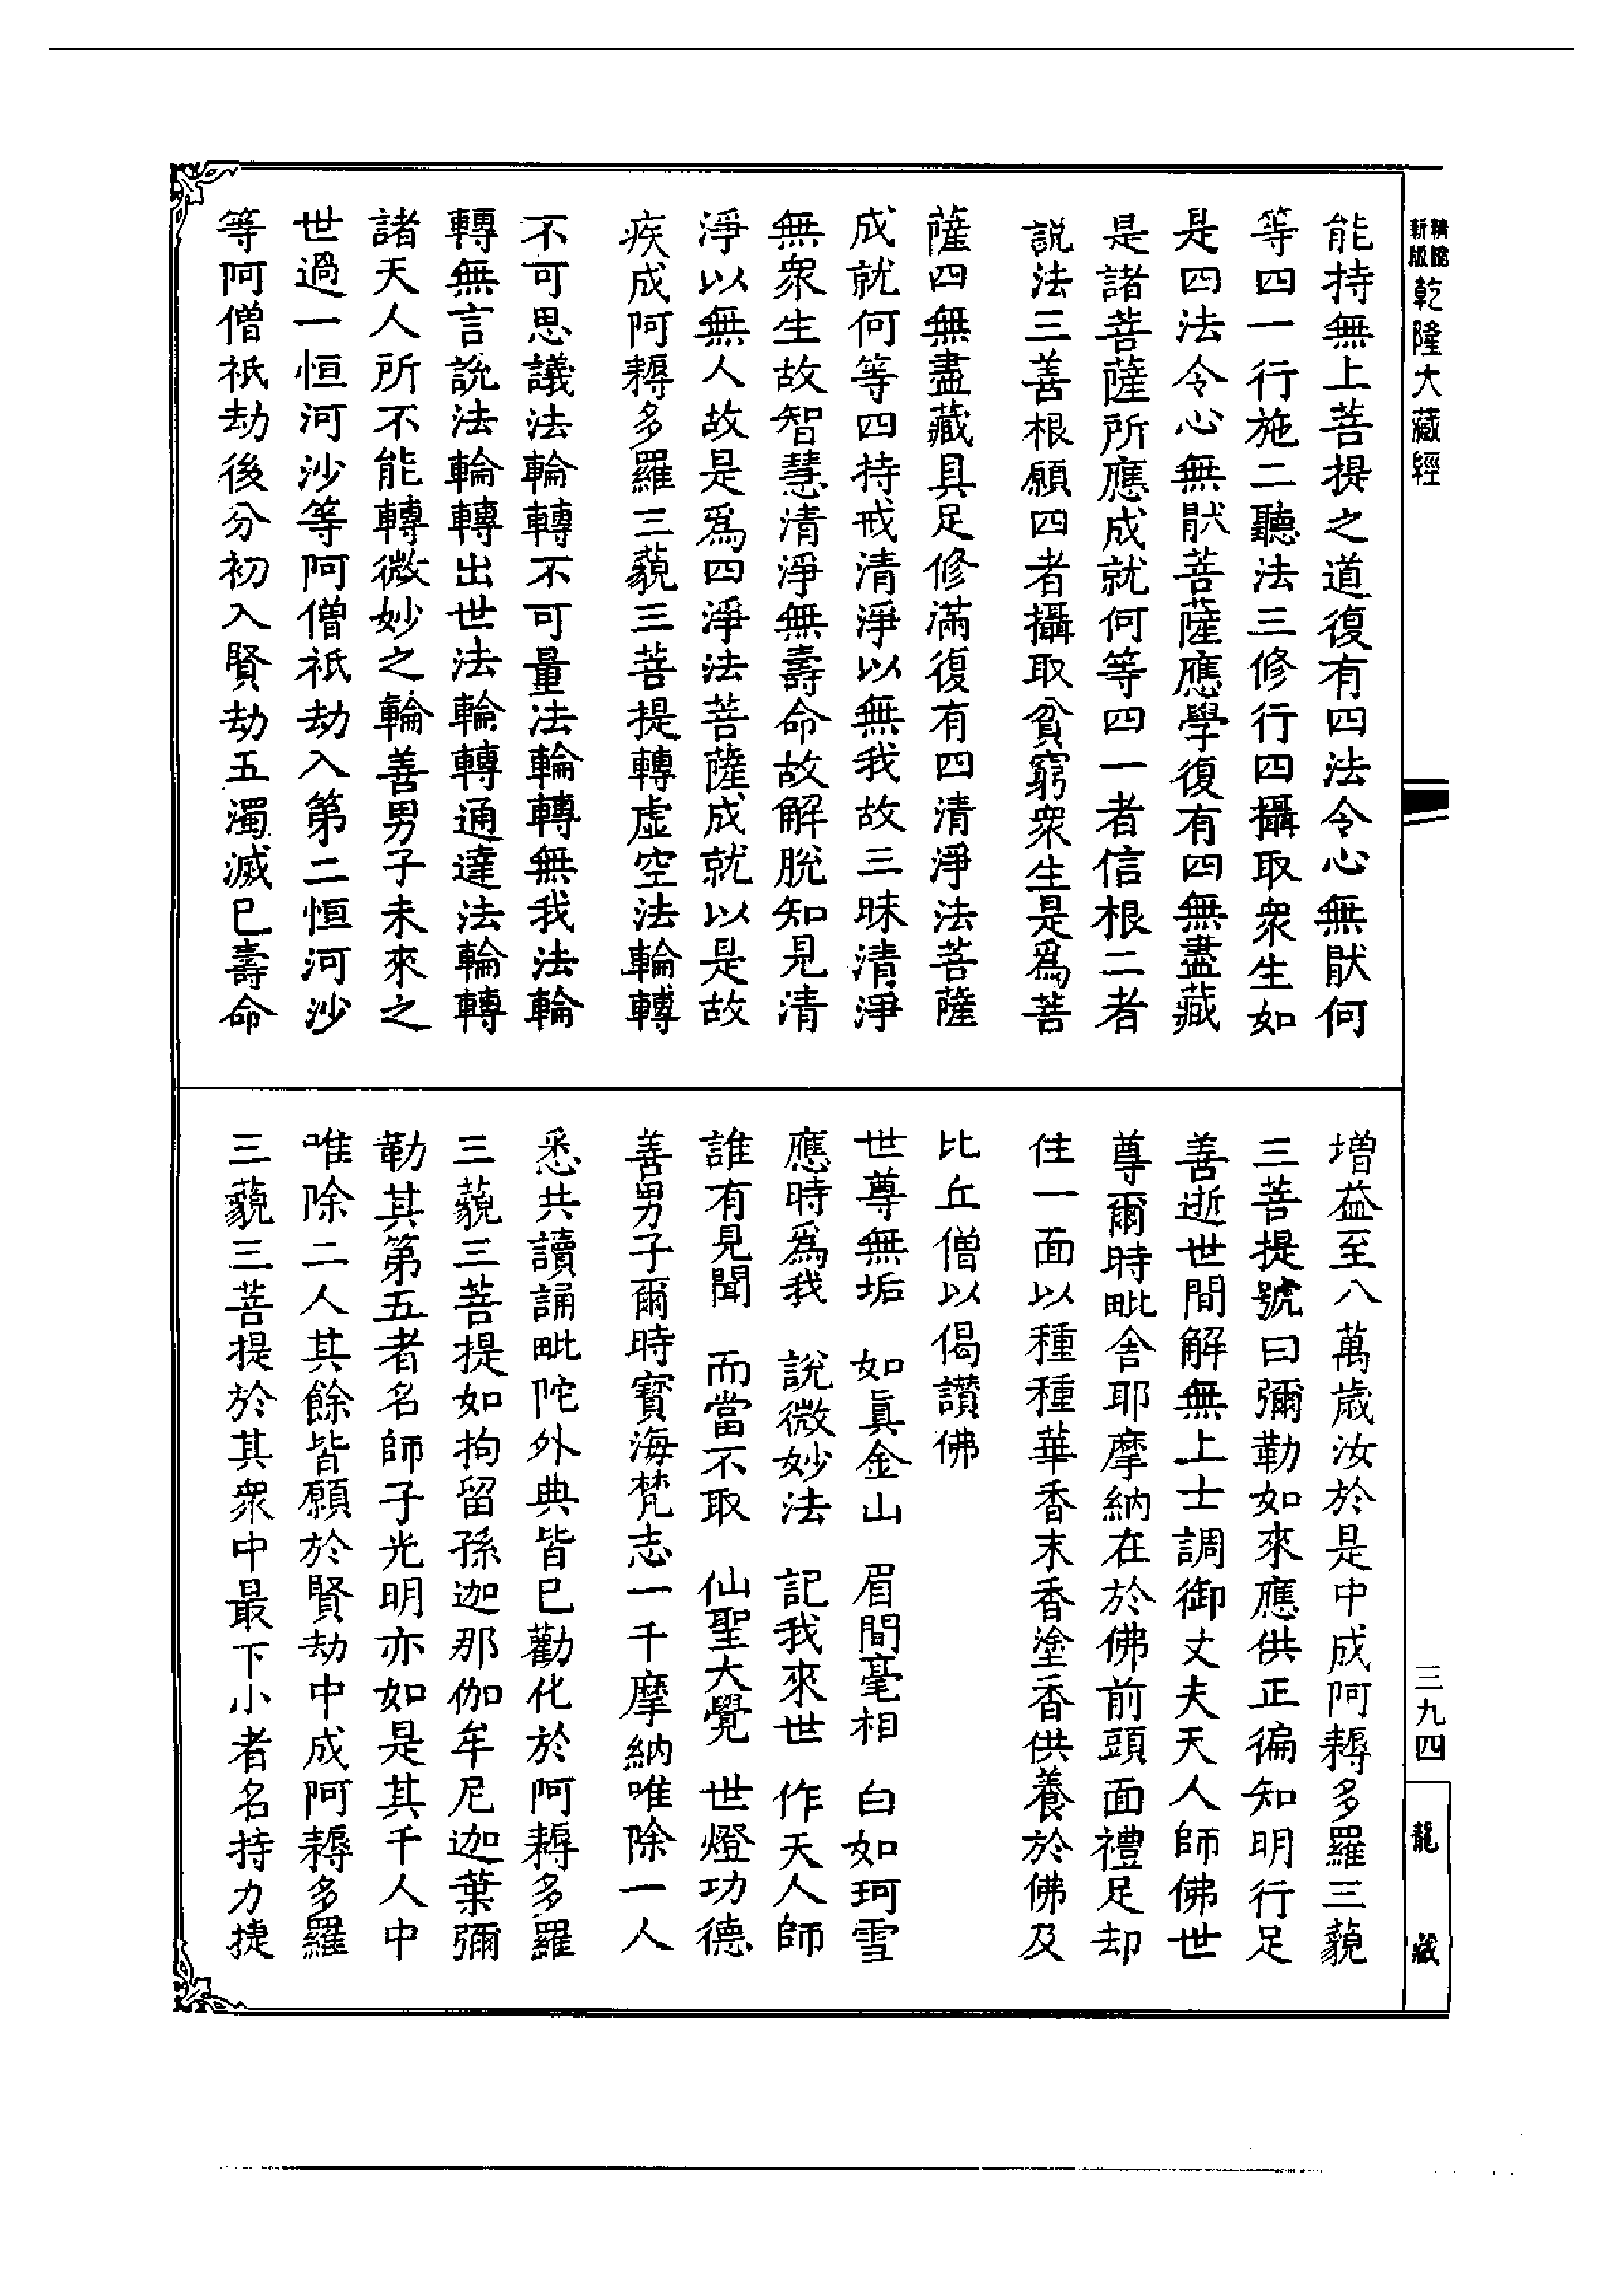 新版
精縮
乾隆大藏經
能持無上菩提之道復有四法令心無猒何
等四一行施二聽法三修行四攝取衆生如
是四法令心無猒菩薩應學復有四無盡藏
是諸菩薩所應成就何等四一者信根二者
説法三善根願四者攝取貧窮衆生是爲菩
薩四無盡藏具足修滿復有四清淨法菩薩
成就何等四持戒清淨以無我故三昧清淨
無衆生故智慧清淨無壽命故解脫知見清
淨以無人故是爲四淨法菩薩成就以是故
疾成阿耨多羅三藐三菩提轉虛空法輪轉
不可思議法輪轉不可量法輪轉無我法輪
轉無言説法輪轉出世法輪轉通達法輪轉
諸天人所不能轉微妙之輪善男子未來之
世過一恒河沙等阿僧祇劫入第二恒河沙
等阿僧祇劫後分初入賢劫五濁滅已壽命
增益至八萬歲汝於是中成阿耨多羅三藐
三菩提號曰彌勒如來應供正徧知明行足
善逝世間解無上士調御丈夫天人師佛世
尊爾時毗舍耶摩納在於佛前頭面禮足却
住一面以種種華香末香塗香供養於佛及
比丘僧以偈讚佛
世尊無垢　如眞金山　眉間毫相　白如珂雪
應時爲我　說微妙法　記我來世　作天人師
誰有見聞　而當不取　仙聖大覺　世燈功德
善男子爾時寶海梵志一千摩納唯除一人
悉共讀誦毗陀外典皆已勸化於阿耨多羅
三藐三菩提如拘留孫迦那伽牟尼迦葉彌
勒其第五者名師子光明亦如是其千人中
唯除二人其餘皆願於賢劫中成阿耨多羅
三藐三菩提於其衆中最下小者名持力捷
三九四
龍藏